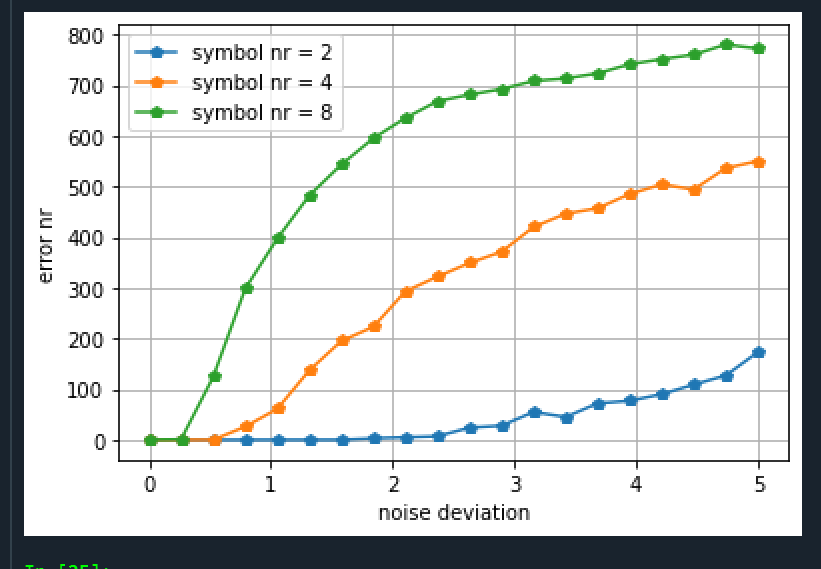 800
700
600
500
400
300
200
100
0
error nr
symbol nr = 2
symbol nr = 4
symbol nr = 8
0 1 2 3 4 5
noise deviation